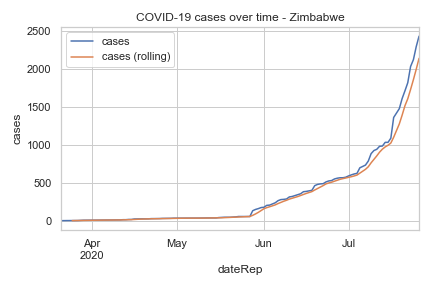 COVID-19 cases over time - Zimbabwe
cases
cases (rolling)
2500
2000
1500
1000
500
0
cases
Apr
2020
May
Jun
Jul
dateRep